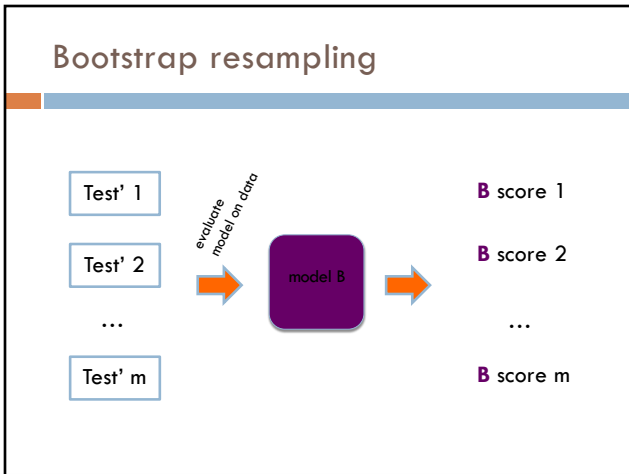 Bootstrap resampling
Test' 1
Test' 2
...
Test' m
evaluate
model on data
model B
B score 1
B score 2
...
B score m